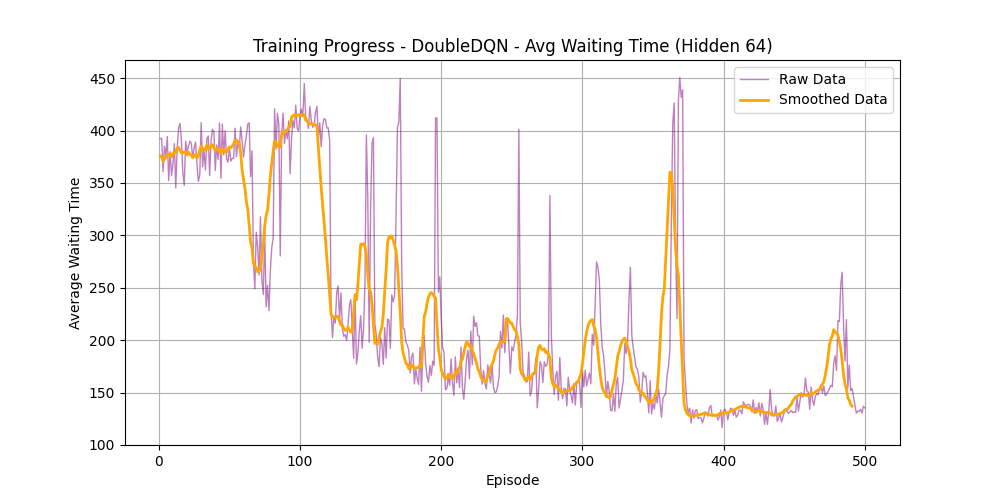 Training Progress - DoubleDQN - Avg Waiting Time (Hidden 64)
Raw Data
Smoothed Data
Average Waiting Time
450
400
350
300
250
200
150
100
0
100
200
300
400
500
Episode